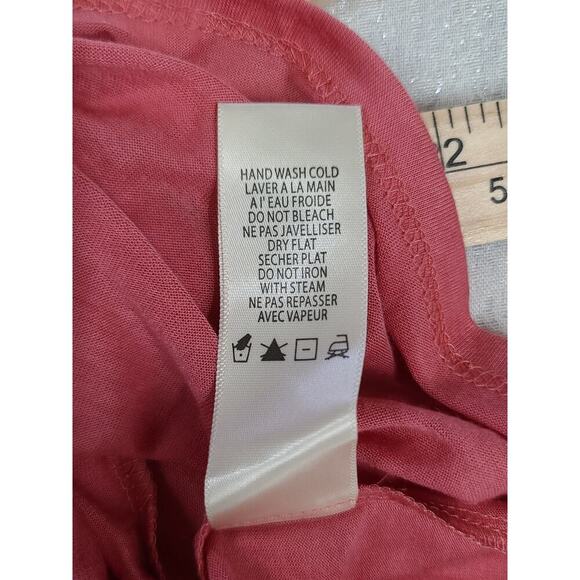 HAND WASH COLD
LAVER A LA MAIN
A l' EAU FROIDE
DO NOT BLEACH
NE PAS JAVELLISER
DRY FLAT
SECHER PLAT
DO NOT IRON
WITH STEAM
NE PAS REPASSER
AVEC VAPEUR
2
5